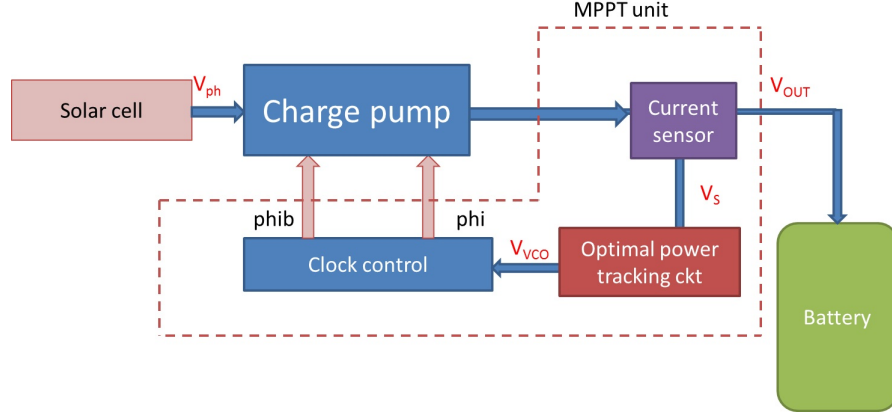 MPPT unit
V_ph
Solar cell
Charge pump
Current
sensor
V_OUT
phib
phi
V_S
Clock control
V_VCO
Optimal power
tracking ckt
Battery